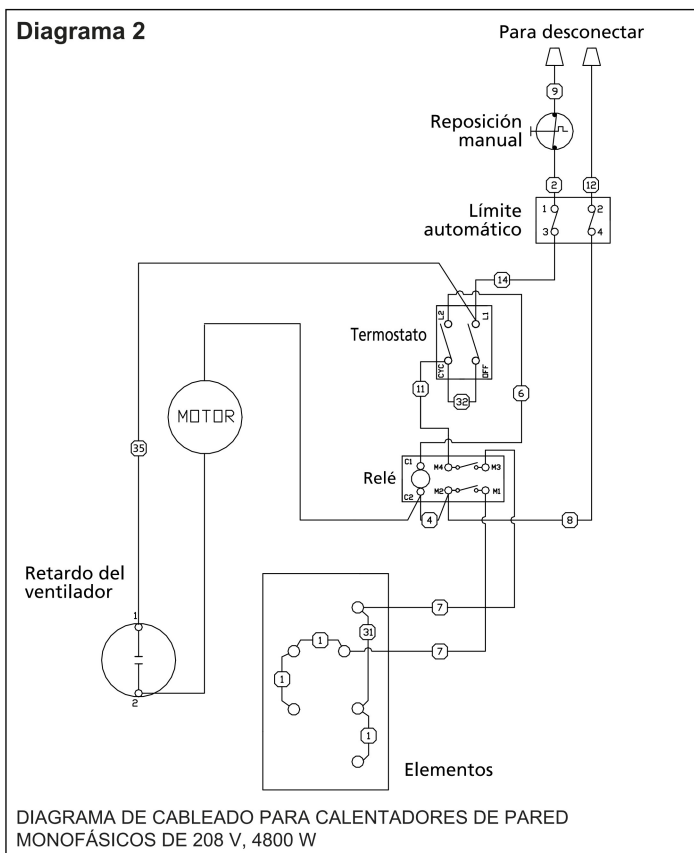 Diagrama 2
Para desconectar
9
Reposición
manual
2
12
Límite
automático
1
2
3
4
14
L2
L1
Termostato
CYC
OFF
11
32
6
MOTOR
35
Relé
C1
M4
M3
C2
M2
M1
4
8
Retardo del
ventilador
1
2
7
31
1
7
1
1
Elementos
DIAGRAMA DE CABLEADO PARA CALENTADORES DE PARED
MONOFÁSICOS DE 208 V, 4800 W